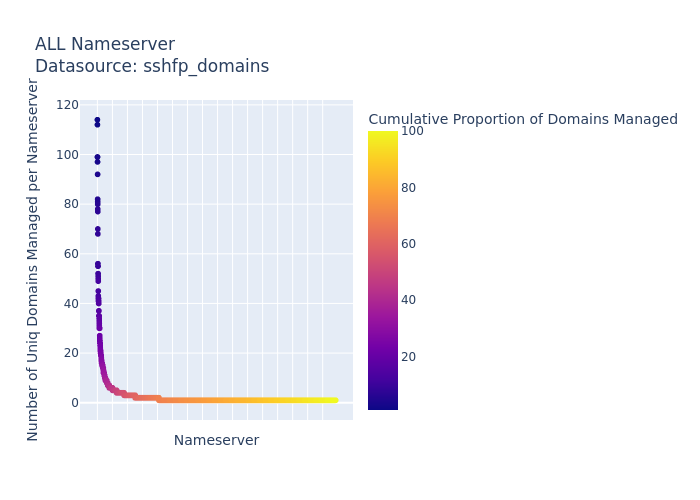 ALL Nameserver
Datasource: sshfp_domains
Number of Uniq Domains Managed per Nameserver
120
100
80
60
40
20
0
Nameserver
Cumulative Proportion of Domains Managed
100
80
60
40
20